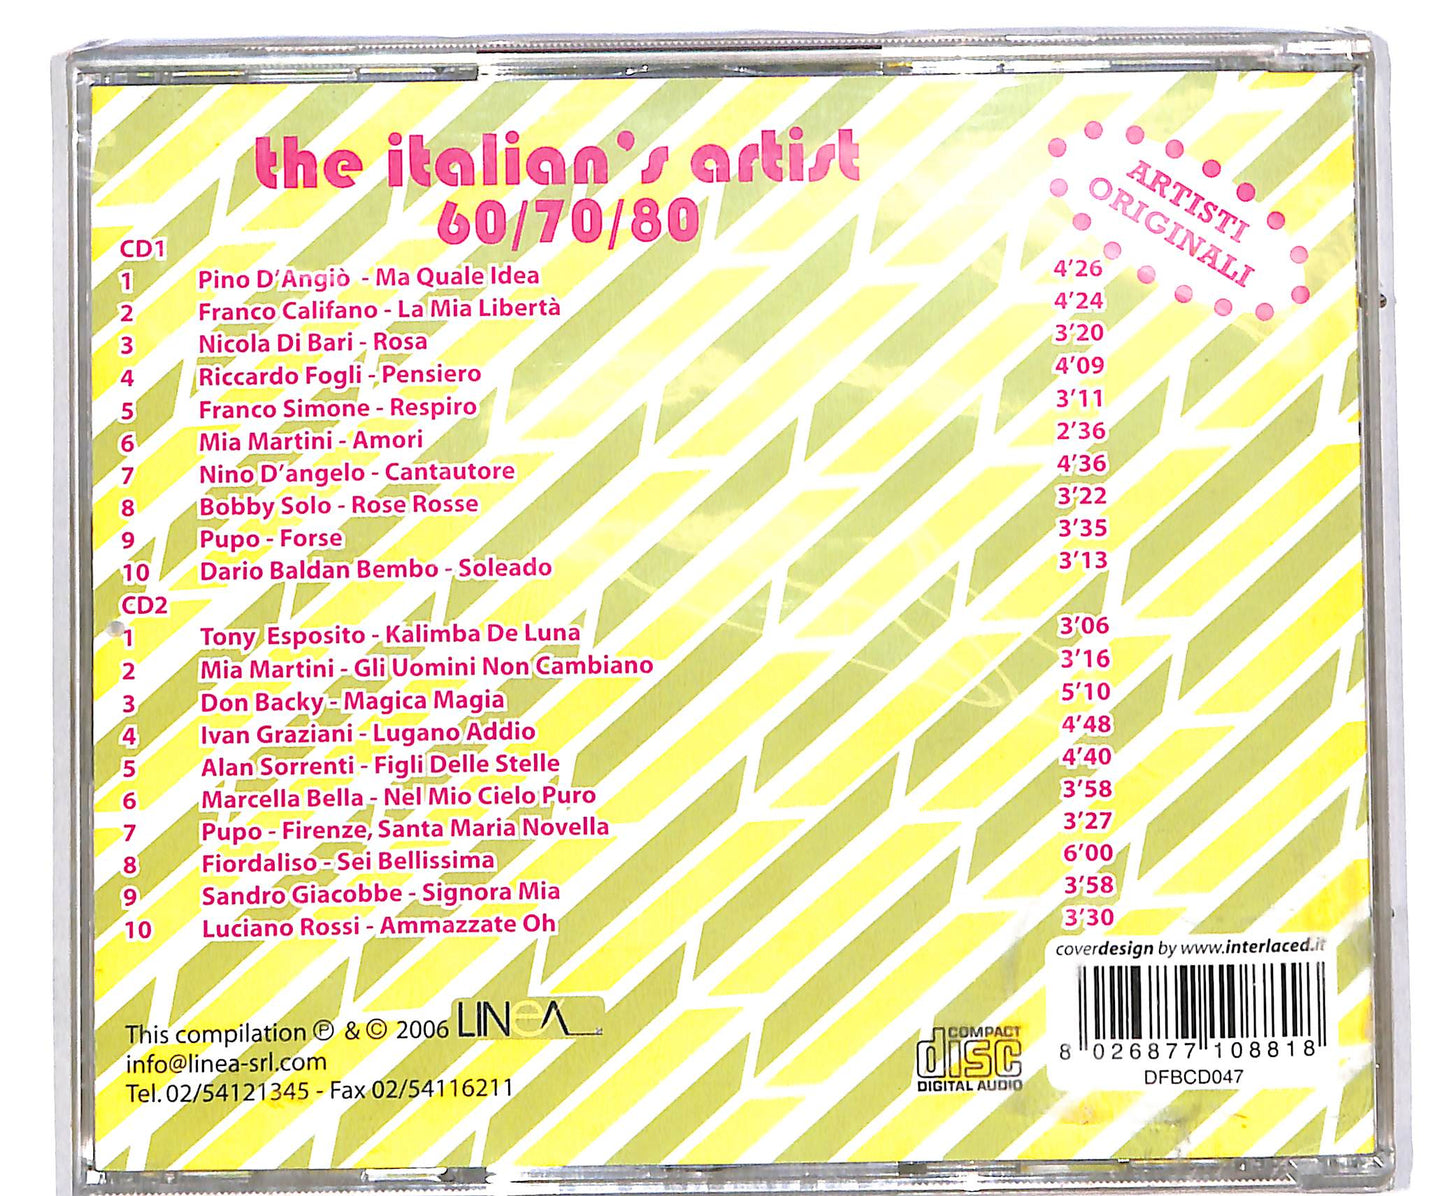 the italian's artist
60/70/80
ARTISTI
ORIGINALI
CD1
1 Pino D'Angiò - Ma Quale Idea 4'26
2 Franco Califano - La Mia Libertà 4'24
3 Nicola Di Bari - Rosa 3'20
4 Riccardo Fogli - Pensiero 4'09
5 Franco Simone - Respiro 3'11
6 Mia Martini - Amori 2'36
7 Nino D'angelo - Cantautore 4'36
8 Bobby Solo - Rose Rosse 3'22
9 Pupo - Forse 3'35
10 Dario Baldan Bembo - Soleado 3'13
CD2
1 Tony Esposito - Kalimba De Luna 3'06
2 Mia Martini - Gli Uomini Non Cambiano 3'16
3 Don Backy - Magica Magia 5'10
4 Ivan Graziani - Lugano Addio 4'48
5 Alan Sorrenti - Figli Delle Stelle 4'40
6 Marcella Bella - Nel Mio Cielo Puro 3'58
7 Pupo - Firenze, Santa Maria Novella 3'27
8 Fiordaliso - Sei Bellissima 6'00
9 Sandro Giacobbe - Signora Mia 3'58
10 Luciano Rossi - Ammazzate Oh 3'30
coverdesign by www.interlaced.it
This compilation ℗ & © 2006 LINeA
info@linea-srl.com
Tel. 02/54121345 - Fax 02/54116211
COMPACT
disc
DIGITAL AUDIO
8 026877 108818
DFBCD047